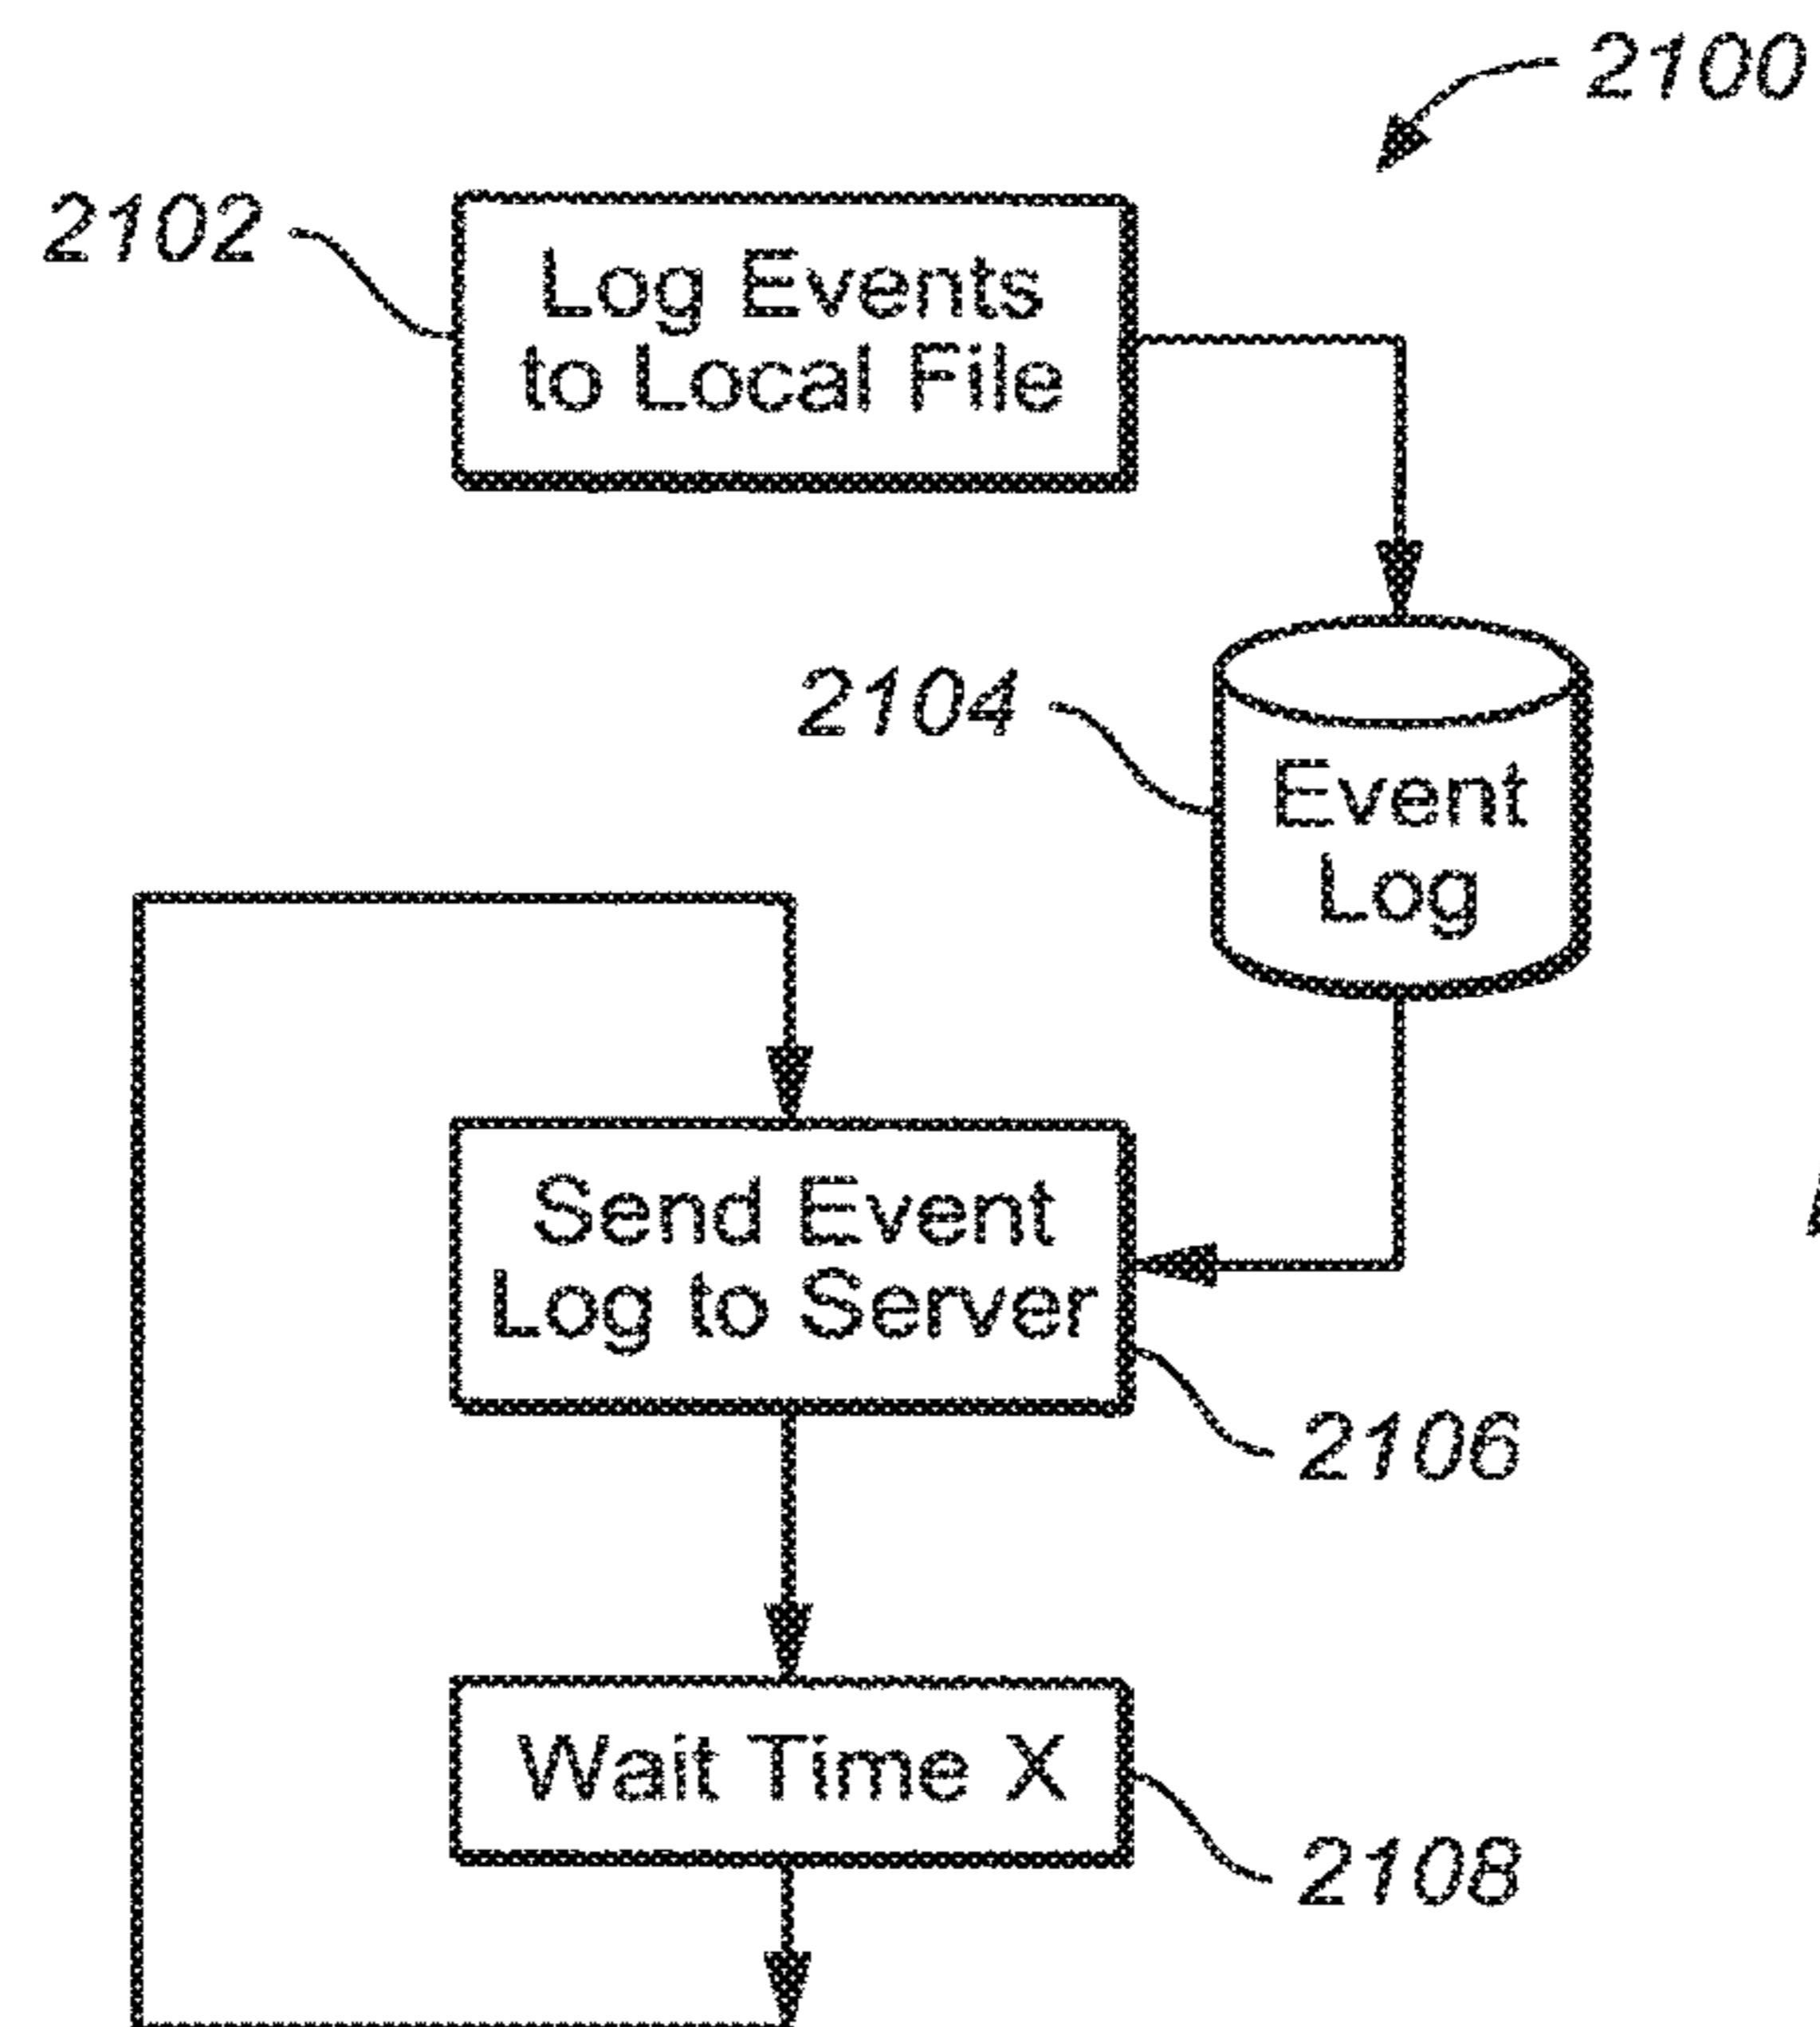 2100
2102
Log Events
to Local File
2104
Event
Log
Send Event
Log to Server
2106
Wait Time X
2108